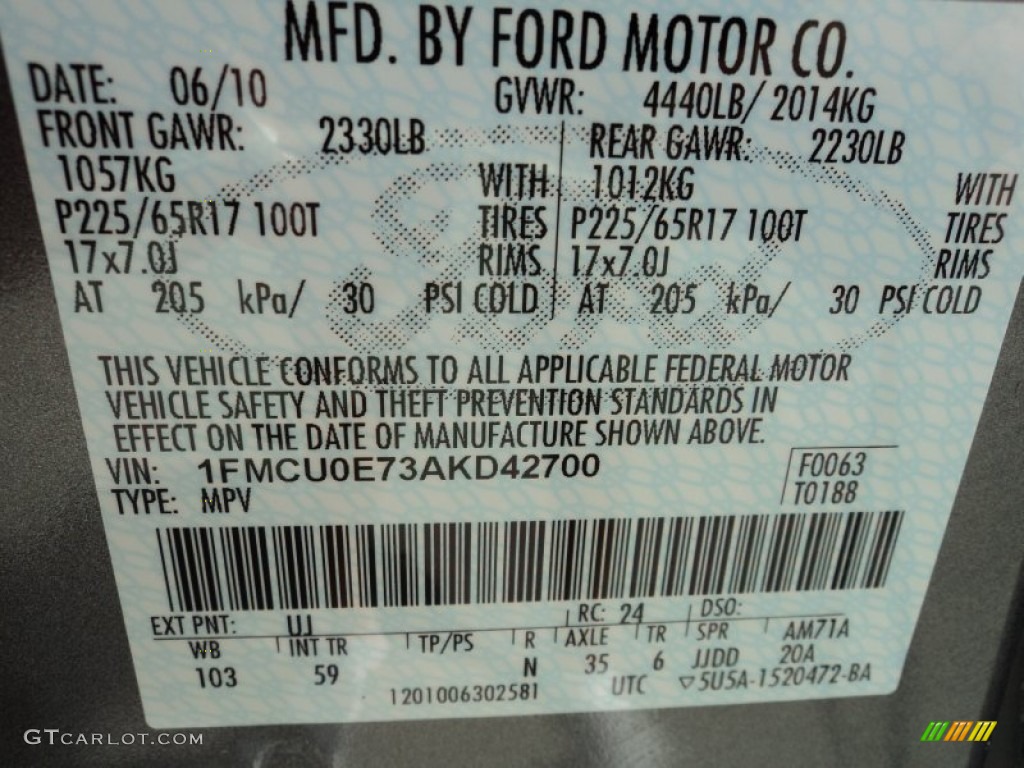 MFD. BY FORD MOTOR CO.
DATE: 06/10 GVWR: 4440LB/ 2014KG
FRONT GAWR: 2330LB REAR GAWR: 2230LB
1057KG WITH 1012KG WITH
P225/65R17 100T TIRES P225/65R17 100T TIRES
17x7.0J RIMS 17x7.0J RIMS
AT 205 kPa/ 30 PSI COLD AT 205 kPa/ 30 PSI COLD
THIS VEHICLE CONFORMS TO ALL APPLICABLE FEDERAL MOTOR
VEHICLE SAFETY AND THEFT PREVENTION STANDARDS IN
EFFECT ON THE DATE OF MANUFACTURE SHOWN ABOVE.
VIN: 1FMCU0E73AKD42700 F0063
TYPE: MPV T0188
EXT PNT: UJ RC: 24 DSO:
WB INT TR TP/PS R AXLE TR SPR AM71A
103 59 N 35 6 JJDD 20A
1201006302581 UTC ▽5U5A-1520472-BA
Ford
GTCARLOT.COM